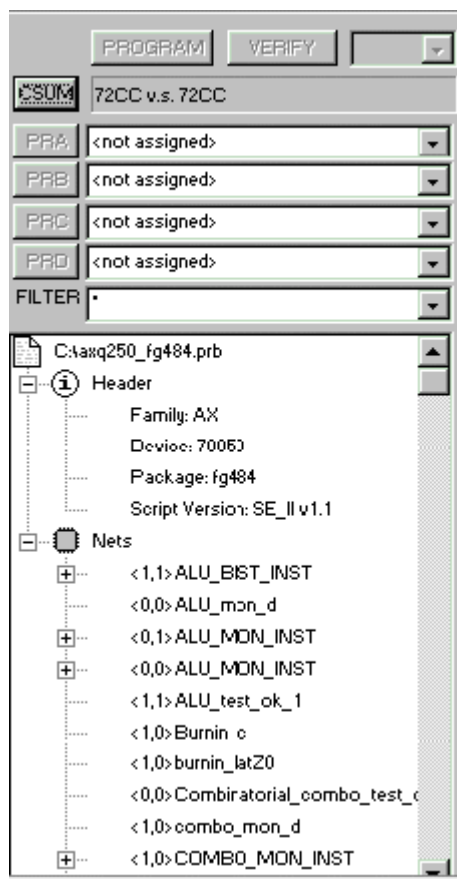 PROGRAM VERIFY
CSUM 72CC v.s. 72CC
PRA <not assigned>
PRB <not assigned>
PRC <not assigned>
PRD <not assigned>
FILTER *
C:\axq250_fg484.prb
Header
Family: AX
Device: 70050
Package: fg484
Script Version: SE_II v1.1
Nets
<1,1>ALU_BIST_INST
<0,0>ALU_mon_d
<0,1>ALU_MON_INST
<0,0>ALU_MON_INST
<1,1>ALU_test_ok_1
<1,0>Burnin_c
<1,0>burnin_latZ0
<0,0>Combiratorial_combo_test_c
<1,0>combo_mon_d
<1,0>COMBO_MON_INST